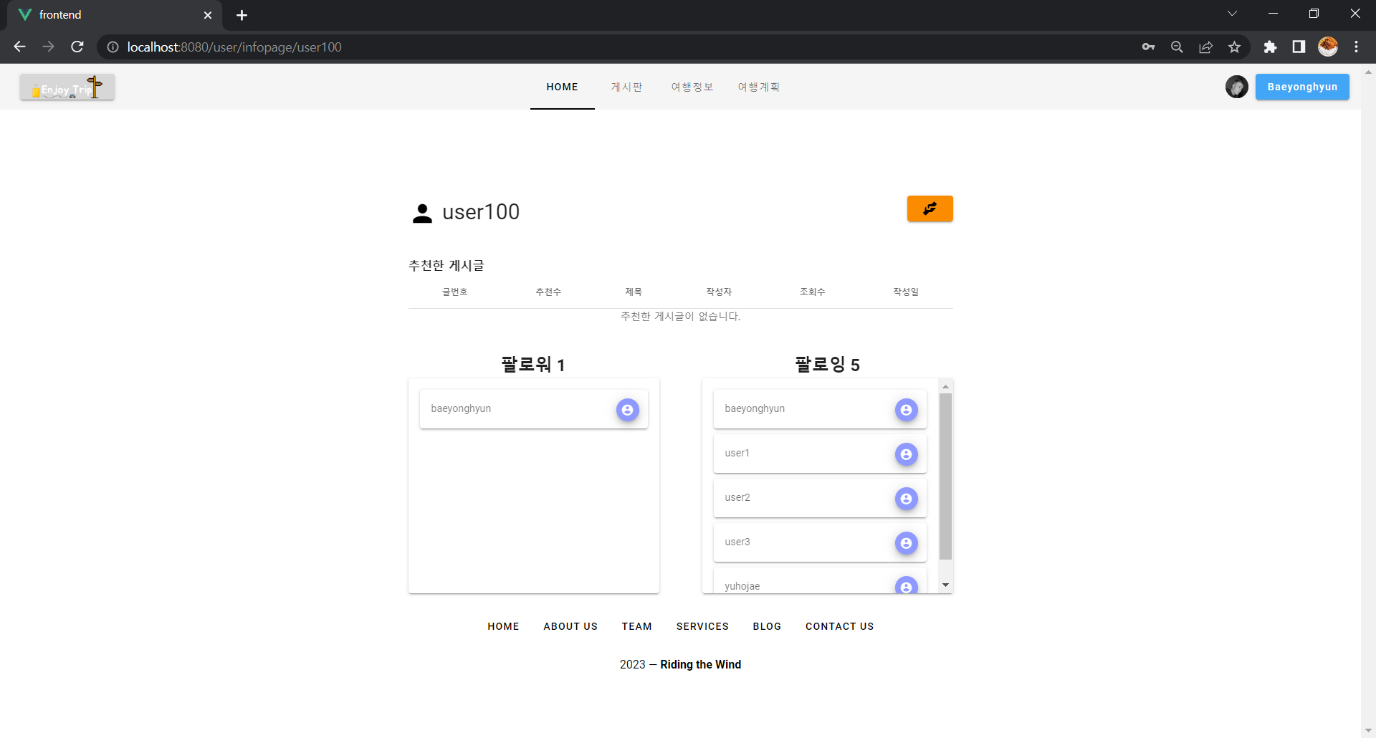 frontend
localhost:8080/user/infopage/user100
Enjoy Trip HOME 게시판 여행정보 여행계획 Baeyonghyun
user100
추천한 게시글
글번호 추천수 제목 작성자 조회수 작성일
추천한 게시글이 없습니다.
팔로워 1
baeyonghyun
팔로잉 5
baeyonghyun
user1
user2
user3
yuhojae
HOME ABOUT US TEAM SERVICES BLOG CONTACT US
2023 — Riding the Wind